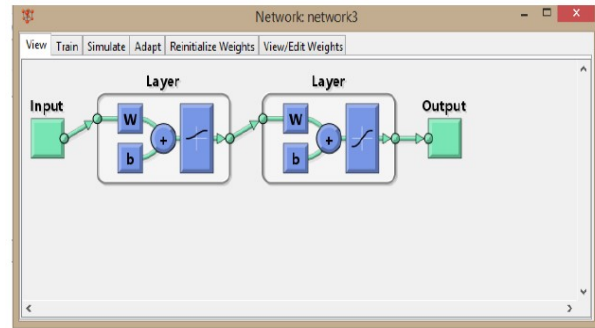 Network: network3
View Train Simulate Adapt Reinitialize Weights View/Edit Weights
Layer Layer
Input Output
W W
+ +
b b